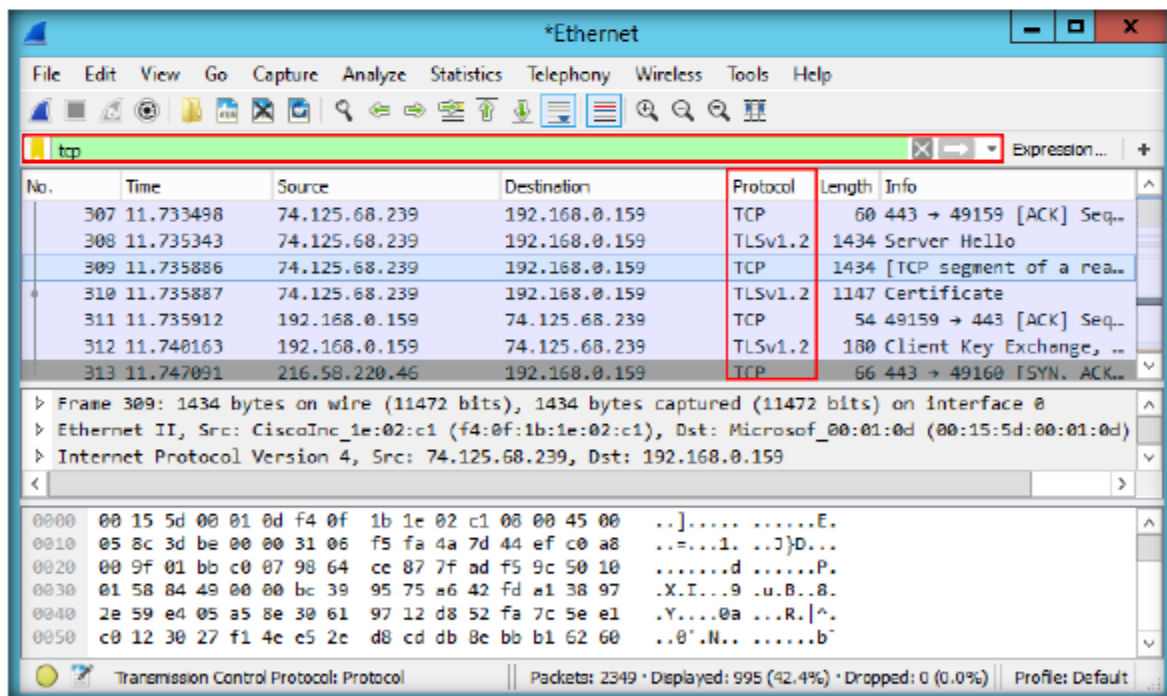 *Ethernet
File Edit View Go Capture Analyze Statistics Telephony Wireless Tools Help
tcp Expression... +
No. Time Source Destination Protocol Length Info
307 11.733498 74.125.68.239 192.168.0.159 TCP 60 443 → 49159 [ACK] Seq…
308 11.735343 74.125.68.239 192.168.0.159 TLSv1.2 1434 Server Hello
309 11.735886 74.125.68.239 192.168.0.159 TCP 1434 [TCP segment of a rea…
310 11.735887 74.125.68.239 192.168.0.159 TLSv1.2 1147 Certificate
311 11.735912 192.168.0.159 74.125.68.239 TCP 54 49159 → 443 [ACK] Seq…
312 11.740163 192.168.0.159 74.125.68.239 TLSv1.2 180 Client Key Exchange, …
313 11.747091 216.58.220.46 192.168.0.159 TCP 66 443 → 49160 [SYN, ACK…
Frame 309: 1434 bytes on wire (11472 bits), 1434 bytes captured (11472 bits) on interface 0
Ethernet II, Src: CiscoInc_1e:02:c1 (f4:0f:1b:1e:02:c1), Dst: Microsof_00:01:0d (00:15:5d:00:01:0d)
Internet Protocol Version 4, Src: 74.125.68.239, Dst: 192.168.0.159
0000 00 15 5d 00 01 0d f4 0f 1b 1e 02 c1 08 00 45 00 ..]..... ......E.
0010 05 8c 3d be 00 00 31 06 f5 fa 4a 7d 44 ef c0 a8 ..=...1. ..J}D...
0020 00 9f 01 bb c0 07 98 64 ce 87 7f ad f5 9c 50 10 .......d ......P.
0030 01 58 84 49 00 00 bc 39 95 75 a6 42 fd a1 38 97 .X.I...9 .u.B..8.
0040 2e 59 e4 05 a5 8e 30 61 97 12 d8 52 fa 7c 5e e1 .Y....0a ...R.|^.
0050 c0 12 30 27 f1 4e e5 2e d8 cd db 8e bb b1 62 60 ..0'.N.. ......b`
Transmission Control Protocol: Protocol Packets: 2349 · Displayed: 995 (42.4%) · Dropped: 0 (0.0%) Profile: Default